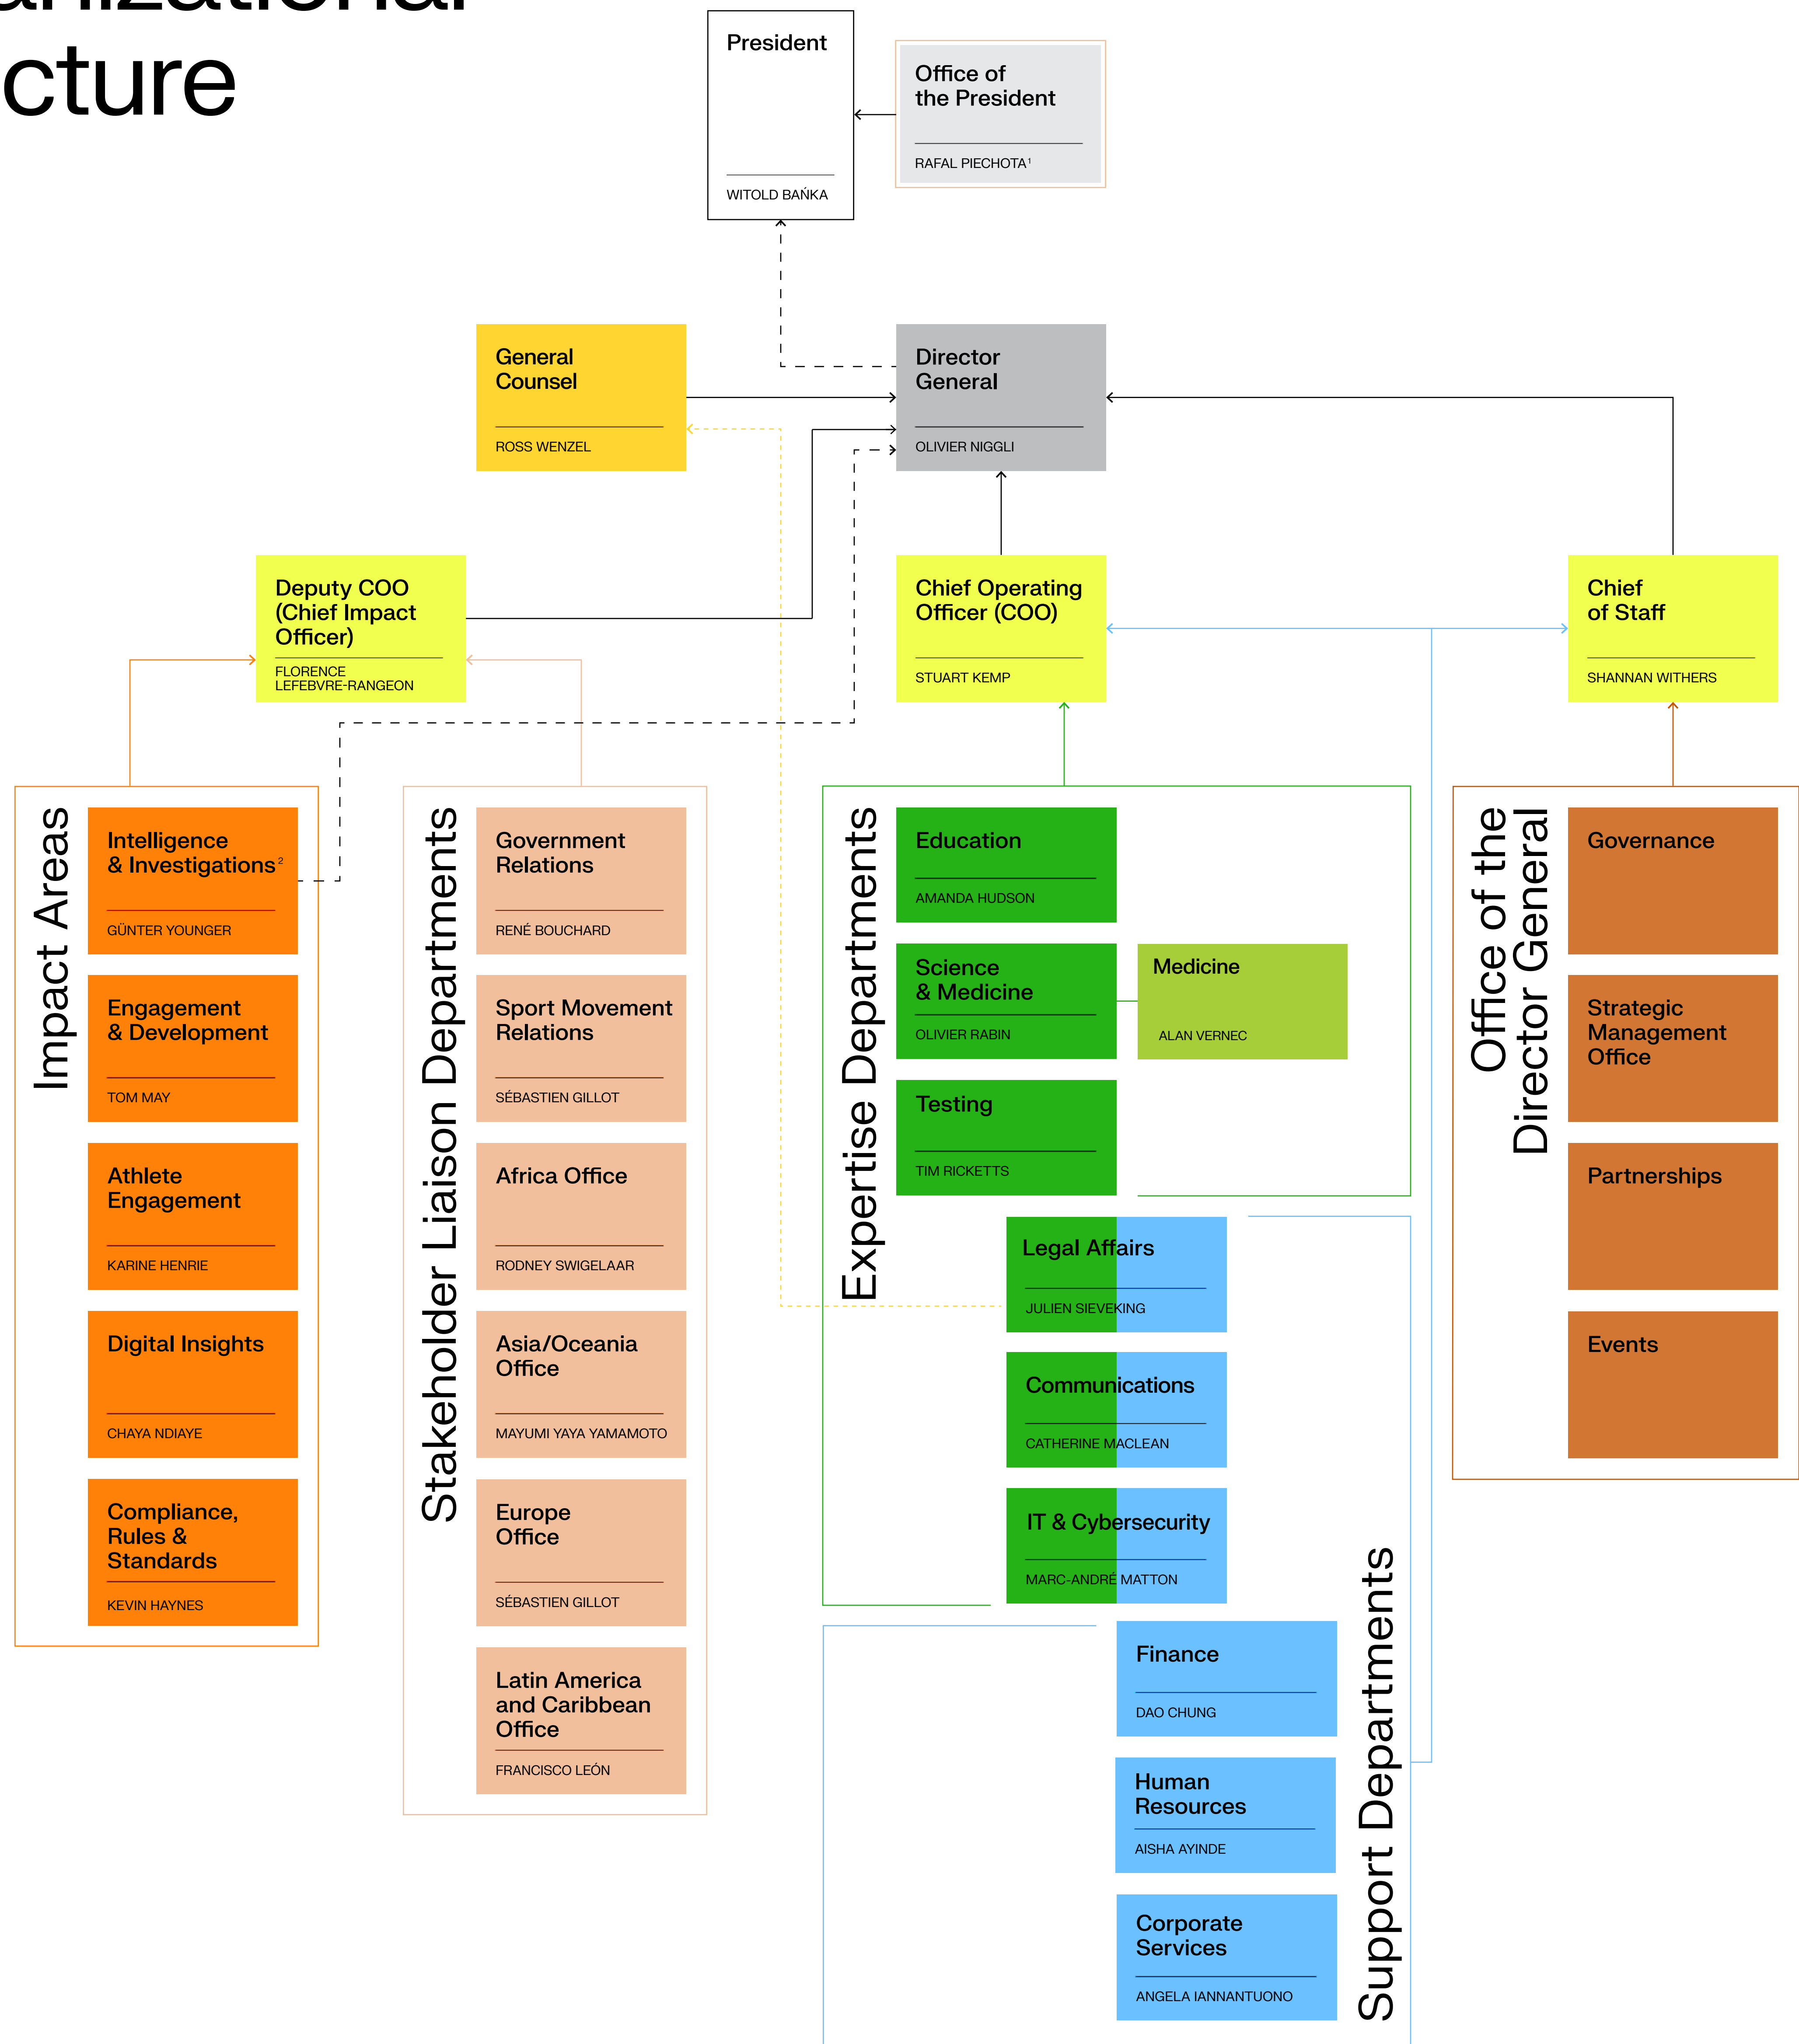 cture
President
WITOLD BAŃKA
Office of
the President
RAFAL PIECHOTA¹
General
Counsel
ROSS WENZEL
Director
General
OLIVIER NIGGLI
Deputy COO
(Chief Impact
Officer)
FLORENCE
LEFEBVRE-RANGEON
Chief Operating
Officer (COO)
STUART KEMP
Chief
of Staff
SHANNAN WITHERS
Impact Areas
Intelligence
& Investigations²
GÜNTER YOUNGER
Engagement
& Development
TOM MAY
Athlete
Engagement
KARINE HENRIE
Digital Insights
CHAYA NDIAYE
Compliance,
Rules &
Standards
KEVIN HAYNES
Stakeholder Liaison Departments
Government
Relations
RENÉ BOUCHARD
Sport Movement
Relations
SÉBASTIEN GILLOT
Africa Office
RODNEY SWIGELAAR
Asia/Oceania
Office
MAYUMI YAYA YAMAMOTO
Europe
Office
SÉBASTIEN GILLOT
Latin America
and Caribbean
Office
FRANCISCO LEÓN
Expertise Departments
Education
AMANDA HUDSON
Science
& Medicine
OLIVIER RABIN
Medicine
ALAN VERNEC
Testing
TIM RICKETTS
Legal Affairs
JULIEN SIEVEKING
Communications
CATHERINE MACLEAN
IT & Cybersecurity
MARC-ANDRÉ MATTON
Support Departments
Finance
DAO CHUNG
Human
Resources
AISHA AYINDE
Corporate
Services
ANGELA IANNANTUONO
Office of the
Director General
Governance
Strategic
Management
Office
Partnerships
Events